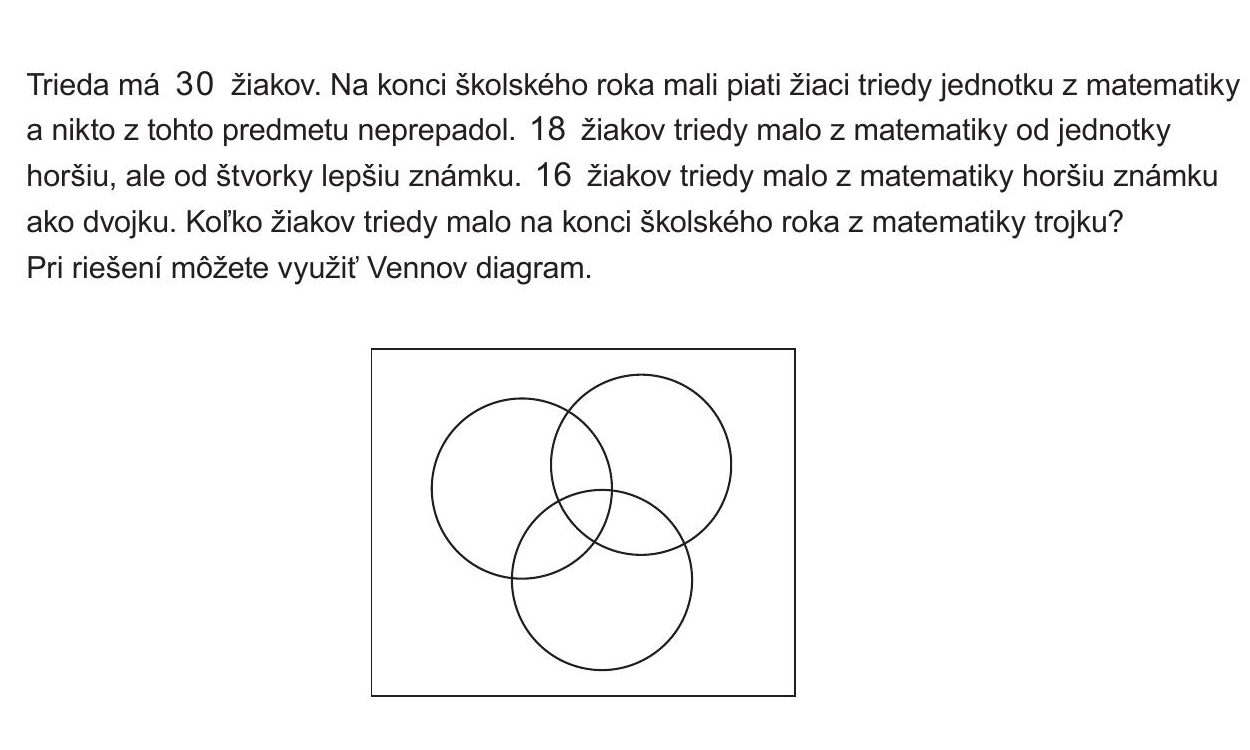 Trieda má 30 žiakov. Na konci školského roka mali piati žiaci triedy jednotku z matematiky
a nikto z tohto predmetu neprepadol. 18 žiakov triedy malo z matematiky od jednotky
horšiu, ale od štvorky lepšiu známku. 16 žiakov triedy malo z matematiky horšiu známku
ako dvojku. Koľko žiakov triedy malo na konci školského roka z matematiky trojku?
Pri riešení môžete využiť Vennov diagram.